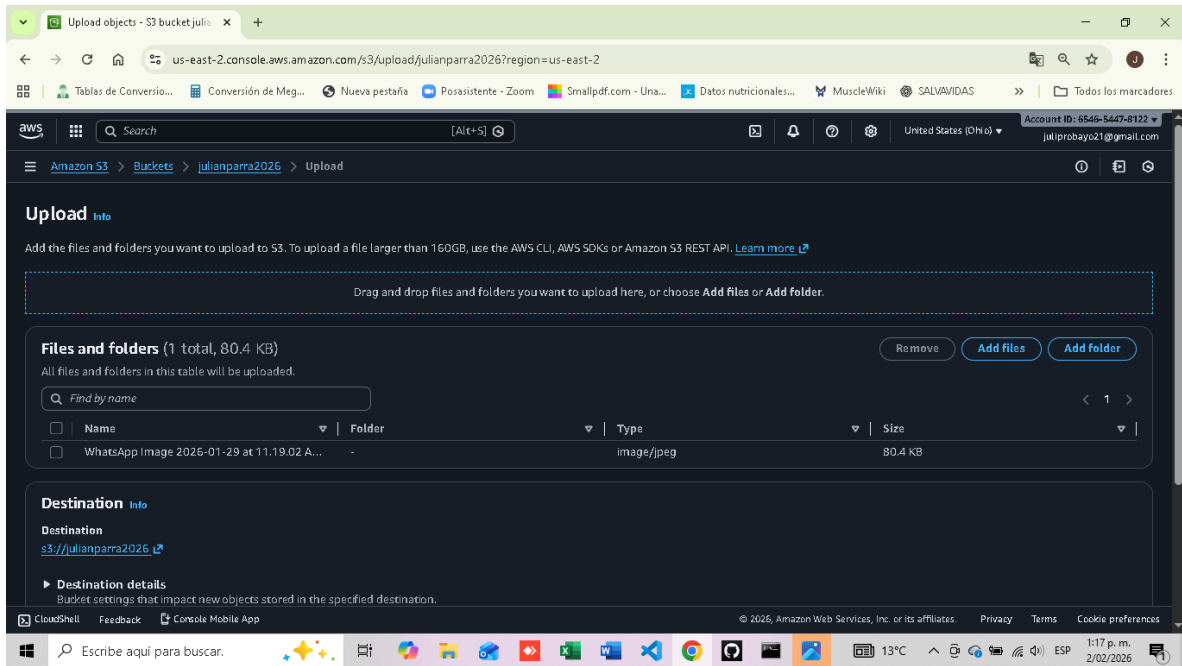 Upload objects - S3 bucket julia
us-east-2.console.aws.amazon.com/s3/upload/julianparra2026?region=us-east-2
J
Tablas de Conversio... Conversión de Meg... Nueva pestaña Posasistente - Zoom Smallpdf.com - Una... Datos nutricionales... MuscleWiki SALVAVIDAS » Todos los marcadores
aws Search [Alt+S] United States (Ohio) Account ID: 6546-5447-8122
juliprobayo21@gmail.com
Amazon S3 > Buckets > julianparra2026 > Upload
Upload Info
Add the files and folders you want to upload to S3. To upload a file larger than 160GB, use the AWS CLI, AWS SDKs or Amazon S3 REST API. Learn more
Drag and drop files and folders you want to upload here, or choose Add files or Add folder.
Files and folders (1 total, 80.4 KB) Remove Add files Add folder
All files and folders in this table will be uploaded.
Find by name < 1 >
Name Folder Type Size
WhatsApp Image 2026-01-29 at 11.19.02 A... - image/jpeg 80.4 KB
Destination Info
Destination
s3://julianparra2026
Destination details
Bucket settings that impact new objects stored in the specified destination.
CloudShell Feedback Console Mobile App © 2026, Amazon Web Services, Inc. or its affiliates. Privacy Terms Cookie preferences
Escribe aquí para buscar. 13°C ESP 1:17 p. m.
2/02/2026 1